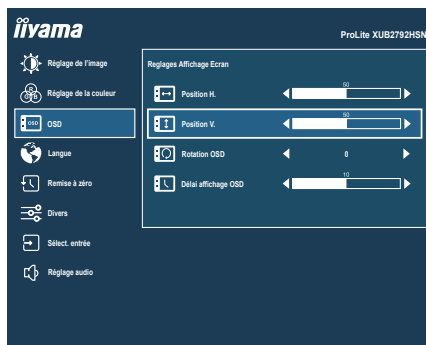 iiyama
ProLite XUB2792HSN
Réglage de l'image
Réglage de la couleur
OSD
OSD
Langue
Remise à zéro
Divers
Sélect. entrée
Réglage audio
Reglages Affichage Ecran
Position H.
50
Position V.
50
Rotation OSD
0
Délai affichage OSD
10